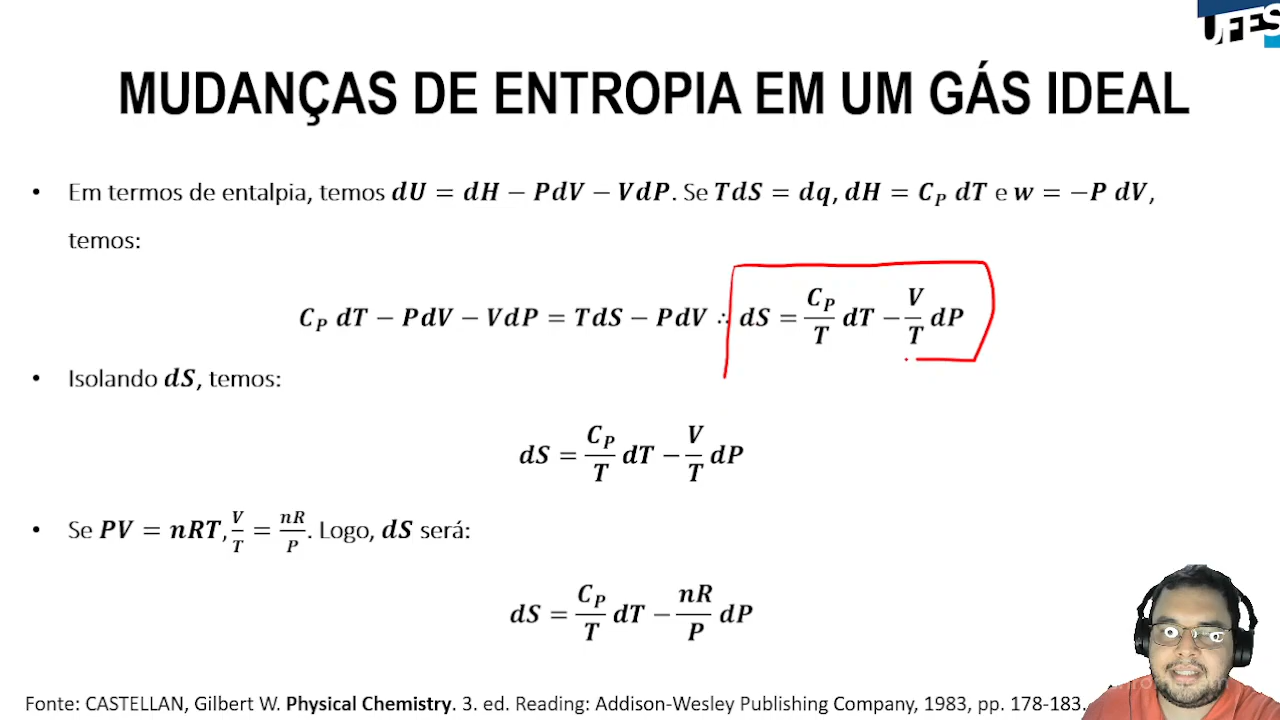 UFES
MUDANÇAS DE ENTROPIA EM UM GÁS IDEAL
• Em termos de entalpia, temos dU = dH − PdV − VdP. Se TdS = dq, dH = C_P dT e w = −P dV,
temos:
C_P dT − PdV − VdP = TdS − PdV ∴ dS = C_P/T dT − V/T dP
• Isolando dS, temos:
dS = C_P/T dT − V/T dP
• Se PV = nRT, V/T = nR/P. Logo, dS será:
dS = C_P/T dT − nR/P dP
Fonte: CASTELLAN, Gilbert W. Physical Chemistry. 3. ed. Reading: Addison-Wesley Publishing Company, 1983, pp. 178-183.